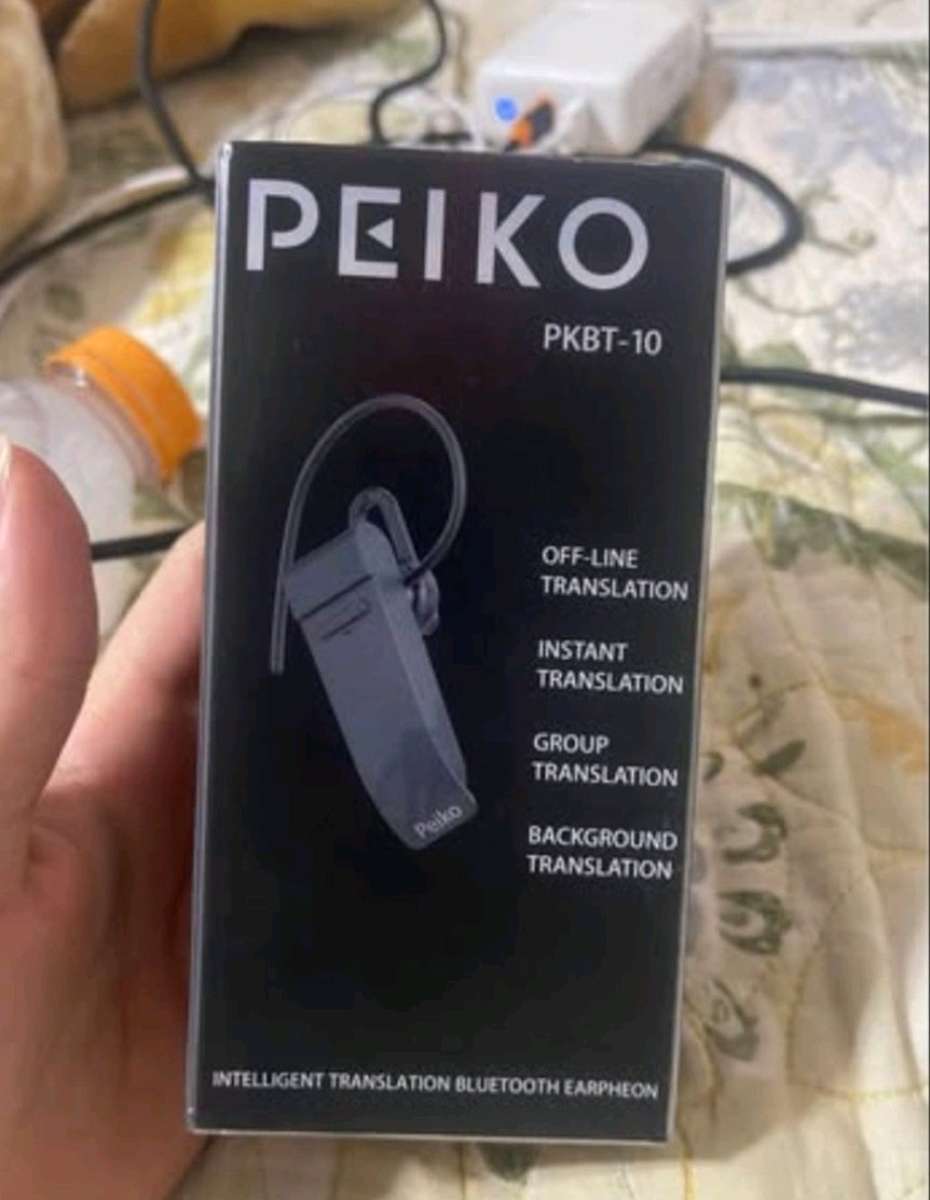 PEIKO
PKBT-10
OFF-LINE
TRANSLATION
INSTANT
TRANSLATION
GROUP
TRANSLATION
BACKGROUND
TRANSLATION
Peiko
INTELLIGENT TRANSLATION BLUETOOTH EARPHEON